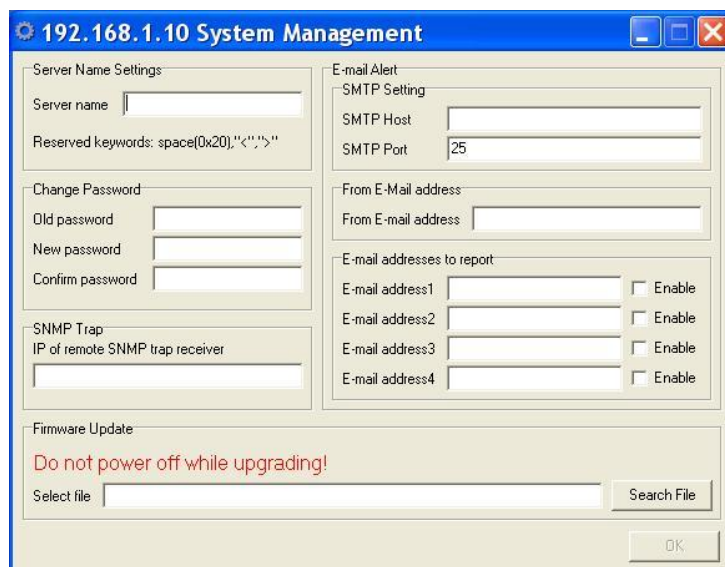 192.168.1.10 System Management
Server Name Settings
Server name
Reserved keywords: space(0x20),"<",">"
Change Password
Old password
New password
Confirm password
SNMP Trap
IP of remote SNMP trap receiver
E-mail Alert
SMTP Setting
SMTP Host
SMTP Port 25
From E-Mail address
From E-mail address
E-mail addresses to report
E-mail address1 Enable
E-mail address2 Enable
E-mail address3 Enable
E-mail address4 Enable
Firmware Update
Do not power off while upgrading!
Select file Search File
OK